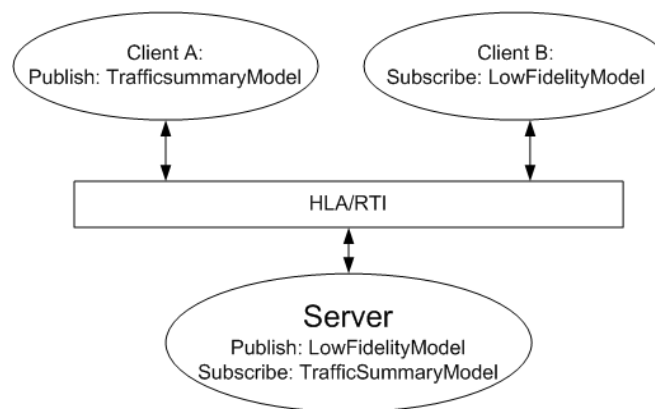 Client A:
Publish: TrafficsummaryModel
Client B:
Subscribe: LowFidelityModel
HLA/RTI
Server
Publish: LowFidelityModel
Subscribe: TrafficSummaryModel